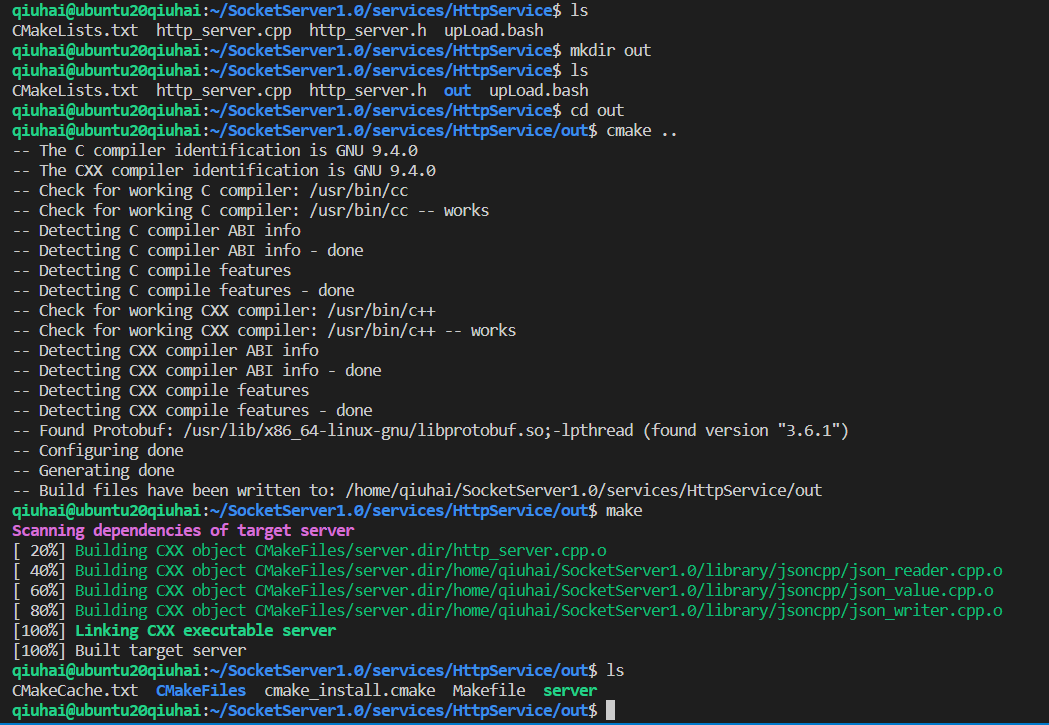 qiuhai@ubuntu20qiuhai:~/SocketServer1.0/services/HttpService$ ls
CMakeLists.txt  http_server.cpp  http_server.h  upLoad.bash
qiuhai@ubuntu20qiuhai:~/SocketServer1.0/services/HttpService$ mkdir out
qiuhai@ubuntu20qiuhai:~/SocketServer1.0/services/HttpService$ ls
CMakeLists.txt  http_server.cpp  http_server.h  out  upLoad.bash
qiuhai@ubuntu20qiuhai:~/SocketServer1.0/services/HttpService$ cd out
qiuhai@ubuntu20qiuhai:~/SocketServer1.0/services/HttpService/out$ cmake ..
-- The C compiler identification is GNU 9.4.0
-- The CXX compiler identification is GNU 9.4.0
-- Check for working C compiler: /usr/bin/cc
-- Check for working C compiler: /usr/bin/cc -- works
-- Detecting C compiler ABI info
-- Detecting C compiler ABI info - done
-- Detecting C compile features
-- Detecting C compile features - done
-- Check for working CXX compiler: /usr/bin/c++
-- Check for working CXX compiler: /usr/bin/c++ -- works
-- Detecting CXX compiler ABI info
-- Detecting CXX compiler ABI info - done
-- Detecting CXX compile features
-- Detecting CXX compile features - done
-- Found Protobuf: /usr/lib/x86_64-linux-gnu/libprotobuf.so;-lpthread (found version "3.6.1")
-- Configuring done
-- Generating done
-- Build files have been written to: /home/qiuhai/SocketServer1.0/services/HttpService/out
qiuhai@ubuntu20qiuhai:~/SocketServer1.0/services/HttpService/out$ make
Scanning dependencies of target server
[ 20%] Building CXX object CMakeFiles/server.dir/http_server.cpp.o
[ 40%] Building CXX object CMakeFiles/server.dir/home/qiuhai/SocketServer1.0/library/jsoncpp/json_reader.cpp.o
[ 60%] Building CXX object CMakeFiles/server.dir/home/qiuhai/SocketServer1.0/library/jsoncpp/json_value.cpp.o
[ 80%] Building CXX object CMakeFiles/server.dir/home/qiuhai/SocketServer1.0/library/jsoncpp/json_writer.cpp.o
[100%] Linking CXX executable server
[100%] Built target server
qiuhai@ubuntu20qiuhai:~/SocketServer1.0/services/HttpService/out$ ls
CMakeCache.txt  CMakeFiles  cmake_install.cmake  Makefile  server
qiuhai@ubuntu20qiuhai:~/SocketServer1.0/services/HttpService/out$